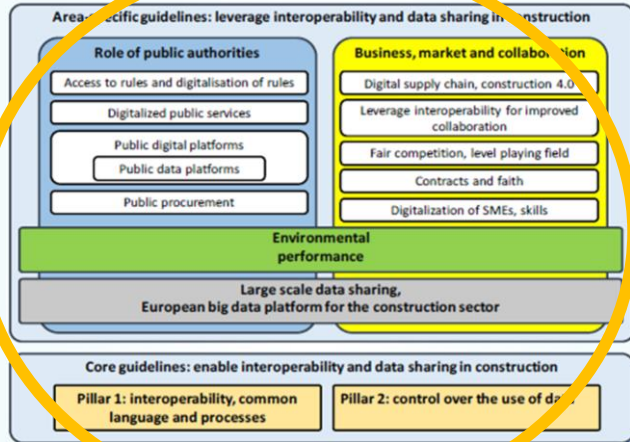 Area-specific guidelines: leverage interoperability and data sharing in construction
Role of public authorities
Access to rules and digitalisation of rules
Digitalized public services
Public digital platforms
Public data platforms
Public procurement
Business, market and collaboration
Digital supply chain, construction 4.0
Leverage interoperability for improved
collaboration
Fair competition, level playing field
Contracts and faith
Digitalization of SMEs, skills
Environmental
performance
Large scale data sharing,
European big data platform for the construction sector
Core guidelines: enable interoperability and data sharing in construction
Pillar 1: interoperability, common
language and processes
Pillar 2: control over the use of